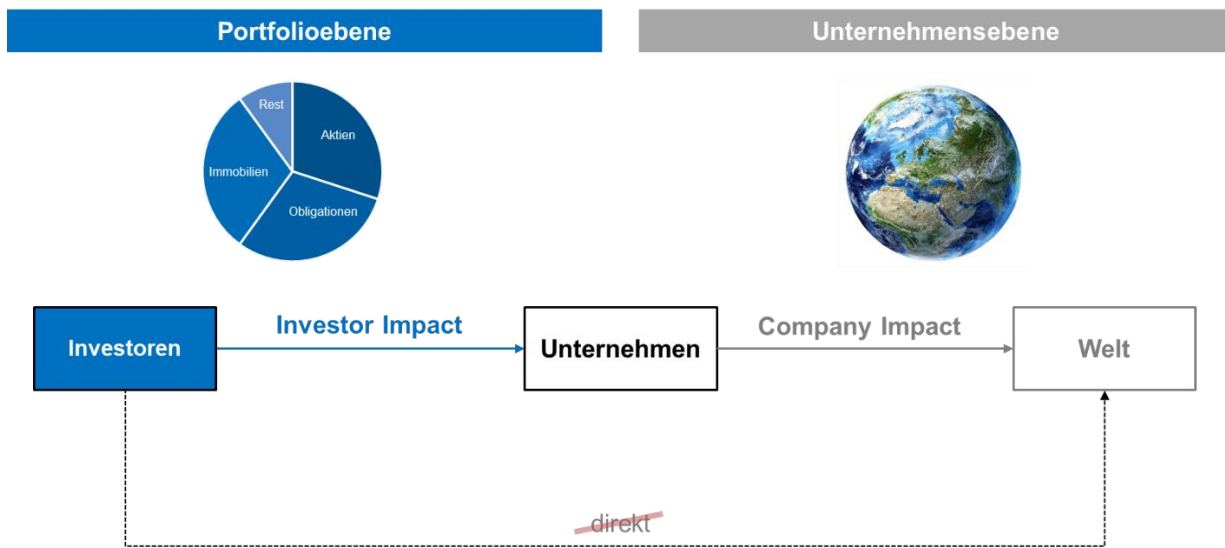 Portfolioebene
Unternehmensebene
Rest
Aktien
Immobilien
Obligationen
Investor Impact
Company Impact
Investoren
Unternehmen
Welt
direkt